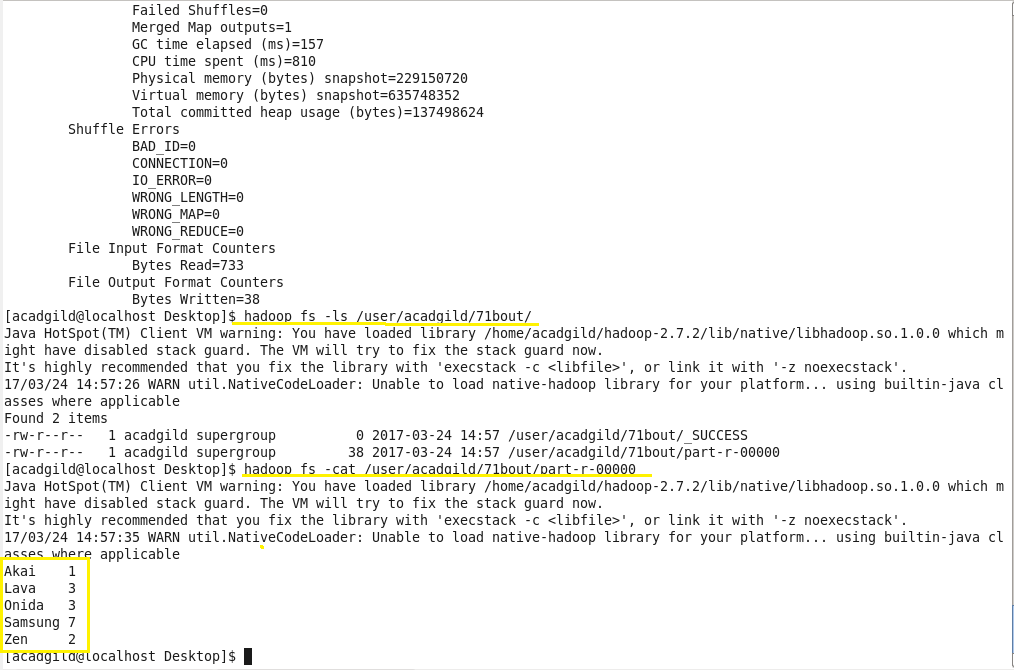 Failed Shuffles=0
Merged Map outputs=1
GC time elapsed (ms)=157
CPU time spent (ms)=810
Physical memory (bytes) snapshot=229150720
Virtual memory (bytes) snapshot=635748352
Total committed heap usage (bytes)=137498624
Shuffle Errors
BAD_ID=0
CONNECTION=0
IO_ERROR=0
WRONG_LENGTH=0
WRONG_MAP=0
WRONG_REDUCE=0
File Input Format Counters
Bytes Read=733
File Output Format Counters
Bytes Written=38
[acadgild@localhost Desktop]$ hadoop fs -ls /user/acadgild/71bout/
Java HotSpot(TM) Client VM warning: You have loaded library /home/acadgild/hadoop-2.7.2/lib/native/libhadoop.so.1.0.0 which m
ight have disabled stack guard. The VM will try to fix the stack guard now.
It's highly recommended that you fix the library with 'execstack -c <libfile>', or link it with '-z noexecstack'.
17/03/24 14:57:26 WARN util.NativeCodeLoader: Unable to load native-hadoop library for your platform... using builtin-java cl
asses where applicable
Found 2 items
-rw-r--r--   1 acadgild supergroup          0 2017-03-24 14:57 /user/acadgild/71bout/_SUCCESS
-rw-r--r--   1 acadgild supergroup         38 2017-03-24 14:57 /user/acadgild/71bout/part-r-00000
[acadgild@localhost Desktop]$ hadoop fs -cat /user/acadgild/71bout/part-r-00000
Java HotSpot(TM) Client VM warning: You have loaded library /home/acadgild/hadoop-2.7.2/lib/native/libhadoop.so.1.0.0 which m
ight have disabled stack guard. The VM will try to fix the stack guard now.
It's highly recommended that you fix the library with 'execstack -c <libfile>', or link it with '-z noexecstack'.
17/03/24 14:57:35 WARN util.NativeCodeLoader: Unable to load native-hadoop library for your platform... using builtin-java cl
asses where applicable
Akai    1
Lava    3
Onida   3
Samsung 7
Zen     2
[acadgild@localhost Desktop]$